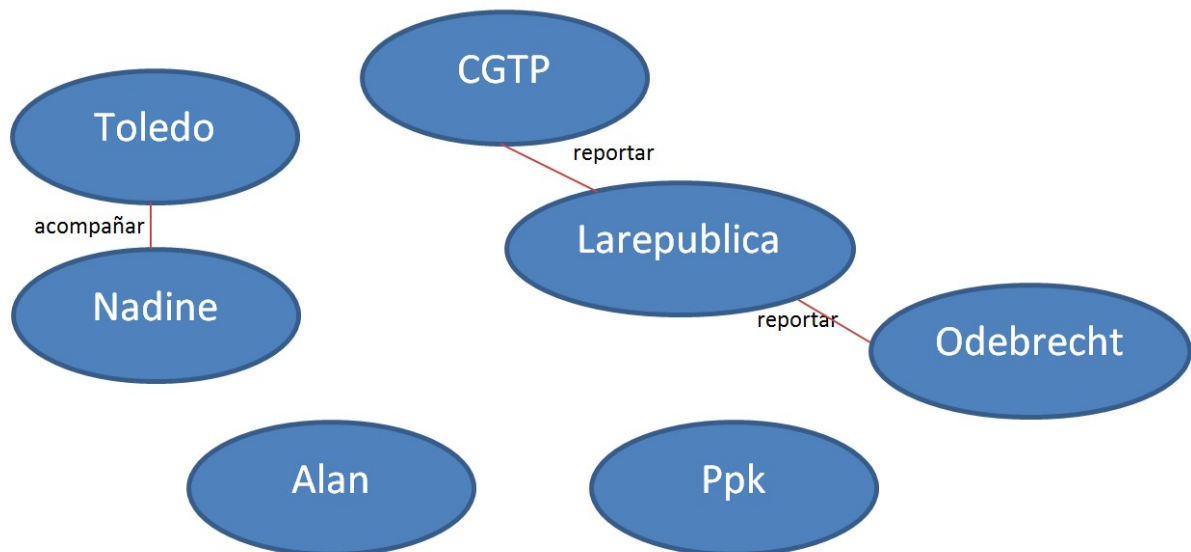 CGTP
Toledo
reportar
acompañar
Larepublica
Nadine
reportar
Odebrecht
Alan
Ppk